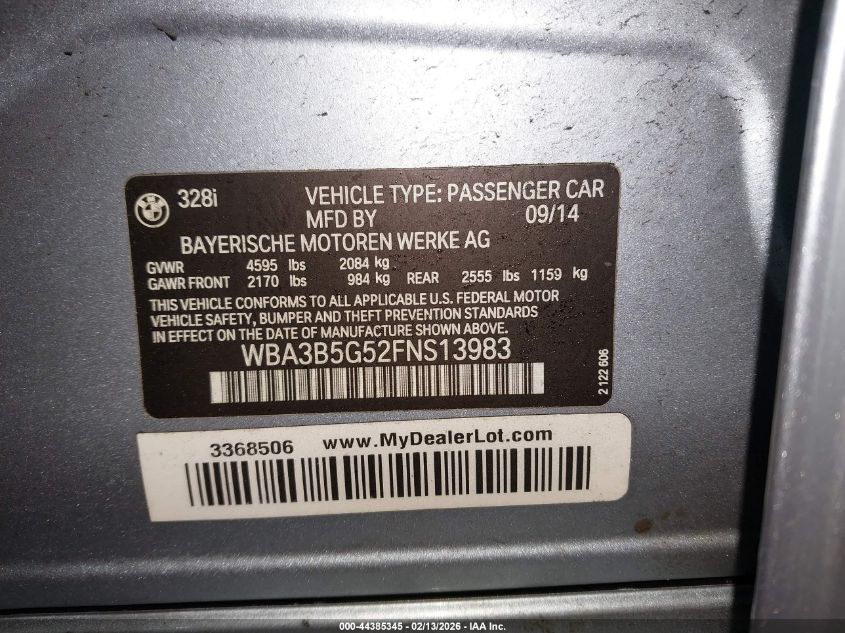 328i VEHICLE TYPE: PASSENGER CAR
MFD BY 09/14
BAYERISCHE MOTOREN WERKE AG
GVWR 4595 lbs 2084 kg
GAWR FRONT 2170 lbs 984 kg REAR 2555 lbs 1159 kg
THIS VEHICLE CONFORMS TO ALL APPLICABLE U.S. FEDERAL MOTOR
VEHICLE SAFETY, BUMPER AND THEFT PREVENTION STANDARDS
IN EFFECT ON THE DATE OF MANUFACTURE SHOWN ABOVE.
WBA3B5G52FNS13983
2 122 606
3368506 www.MyDealerLot.com
000-44385345 - 02/13/2026 - IAA Inc.